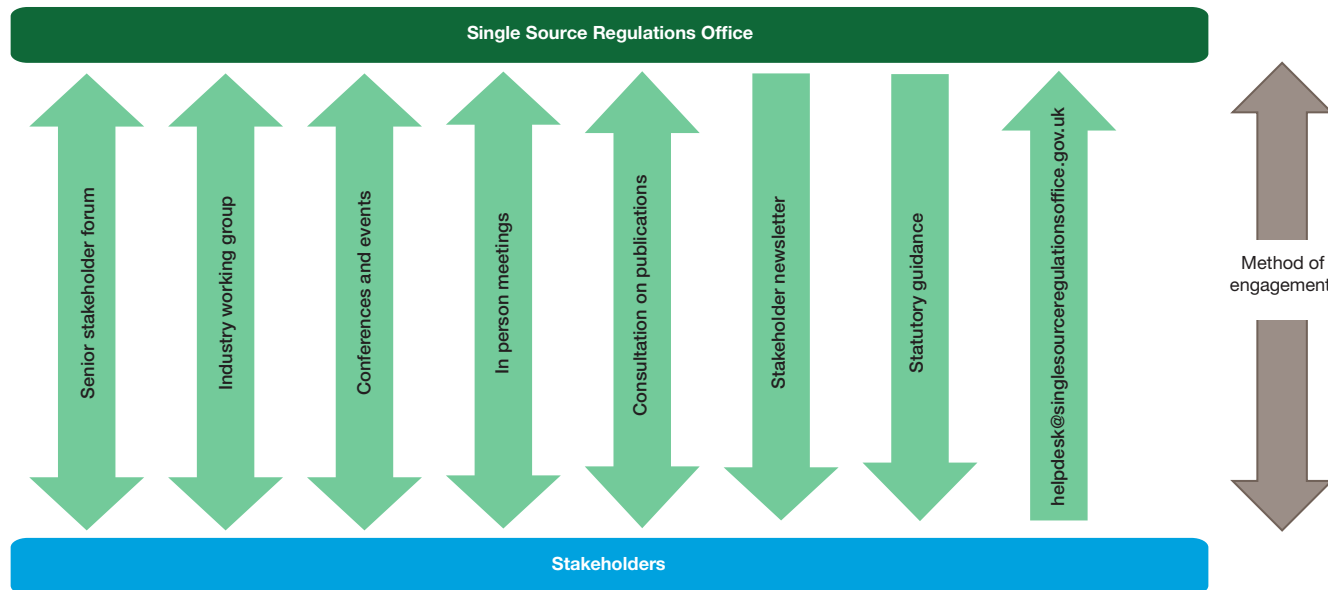 Single Source Regulations Office
Senior stakeholder forum
Industry working group
Conferences and events
In person meetings
Consultation on publications
Stakeholder newsletter
Statutory guidance
helpdesk@singlesourceregulationsoffice.gov.uk
Method of
engagement
Stakeholders